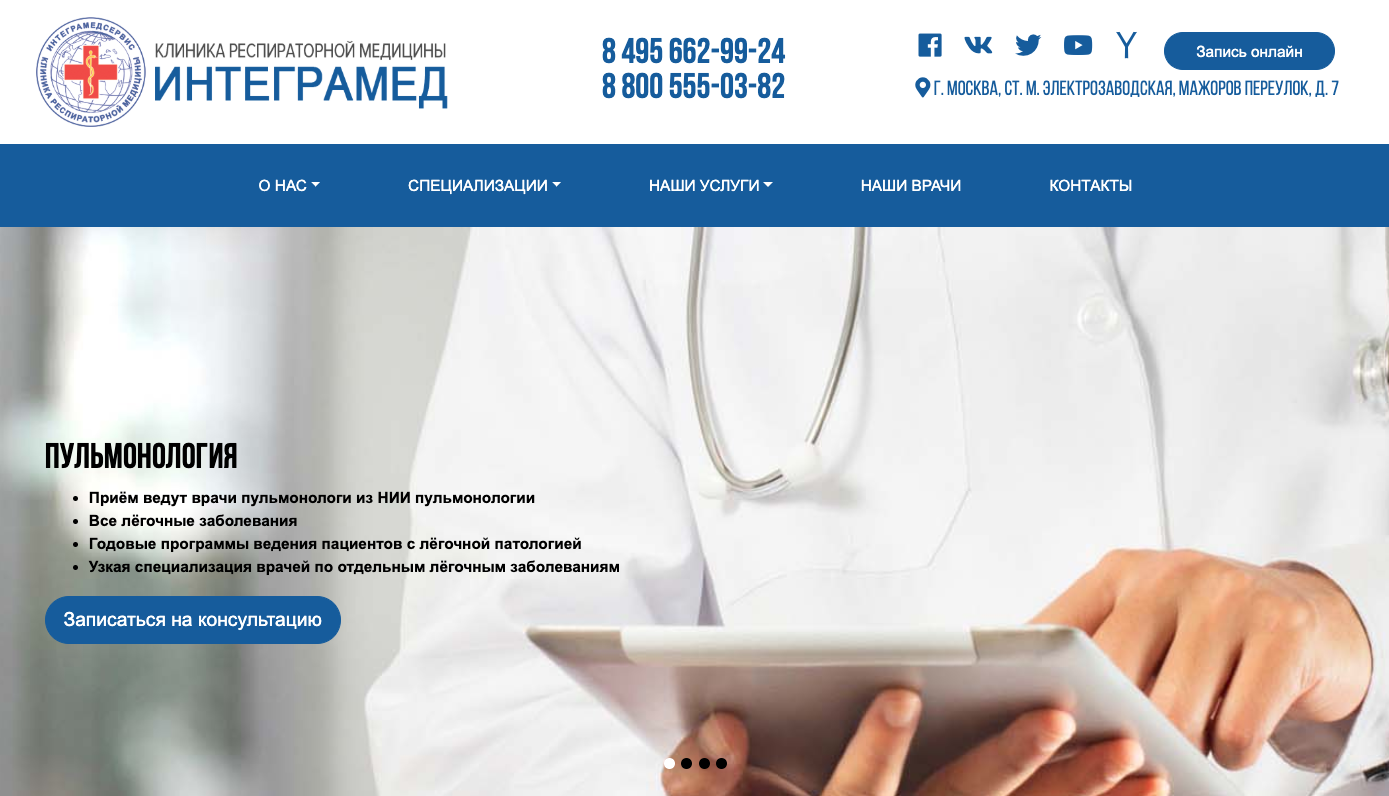 ИНТЕГРАМЕДСЕРВИС
КЛИНИКА РЕСПИРАТОРНОЙ МЕДИЦИНЫ
КЛИНИКА РЕСПИРАТОРНОЙ МЕДИЦИНЫ
ИНТЕГРАМЕД
8 495 662-99-24
8 800 555-03-82
Запись онлайн
Г. МОСКВА, СТ. М. ЭЛЕКТРОЗАВОДСКАЯ, МАЖОРОВ ПЕРЕУЛОК, Д. 7
О НАС СПЕЦИАЛИЗАЦИИ НАШИ УСЛУГИ НАШИ ВРАЧИ КОНТАКТЫ
ПУЛЬМОНОЛОГИЯ
• Приём ведут врачи пульмонологи из НИИ пульмонологии
• Все лёгочные заболевания
• Годовые программы ведения пациентов с лёгочной патологией
• Узкая специализация врачей по отдельным лёгочным заболеваниям
Записаться на консультацию